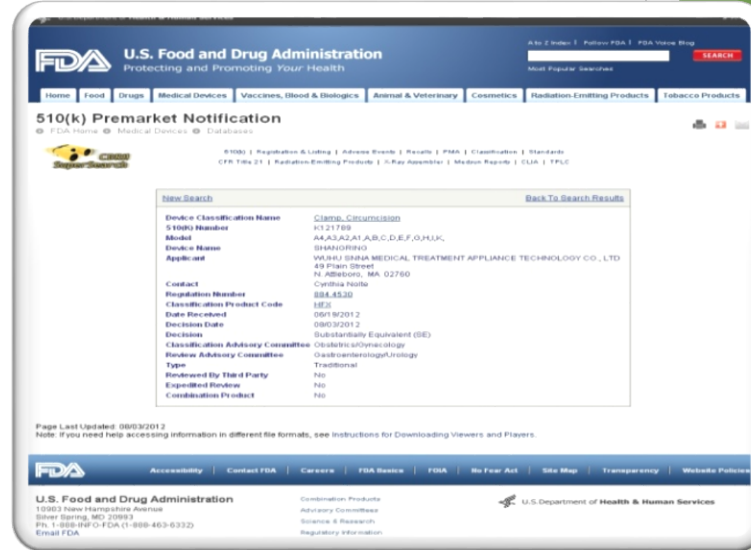 U.S. Department of Health & Human Services
FDA
U.S. Food and Drug Administration
Protecting and Promoting Your Health
A to Z Index | Follow FDA | FDA Voice Blog
SEARCH
Most Popular Searches
Home Food Drugs Medical Devices Vaccines, Blood & Biologics Animal & Veterinary Cosmetics Radiation-Emitting Products Tobacco Products
510(k) Premarket Notification
FDA Home Medical Devices Databases
CDRH
SuperSearch
510(k) | Registration & Listing | Adverse Events | Recalls | PMA | Classification | Standards
CFR Title 21 | Radiation-Emitting Products | X-Ray Assembler | Medsun Reports | CLIA | TPLC
New Search Back To Search Results
Device Classification Name Clamp, Circumcision
510(K) Number K121789
Model A4,A3,A2,A1,A,B,C,D,E,F,G,H,I,K,
Device Name SHANGRING
Applicant WUHU SNNA MEDICAL TREATMENT APPLIANCE TECHNOLOGY CO., LTD
49 Plain Street
N. Attleboro, MA 02760
Contact Cynthia Nolte
Regulation Number 884.4530
Classification Product Code HFX
Date Received 06/19/2012
Decision Date 08/03/2012
Decision Substantially Equivalent (SE)
Classification Advisory Committee Obstetrics/Gynecology
Review Advisory Committee Gastroenterology/Urology
Type Traditional
Reviewed By Third Party No
Expedited Review No
Combination Product No
Page Last Updated: 08/03/2012
Note: If you need help accessing information in different file formats, see Instructions for Downloading Viewers and Players.
FDA
Accessibility | Contact FDA | Careers | FDA Basics | FOIA | No Fear Act | Site Map | Transparency | Website Policies
U.S. Food and Drug Administration
10903 New Hampshire Avenue
Silver Spring, MD 20993
Ph. 1-888-INFO-FDA (1-888-463-6332)
Email FDA
Combination Products
Advisory Committees
Science & Research
Regulatory Information
U.S. Department of Health & Human Services